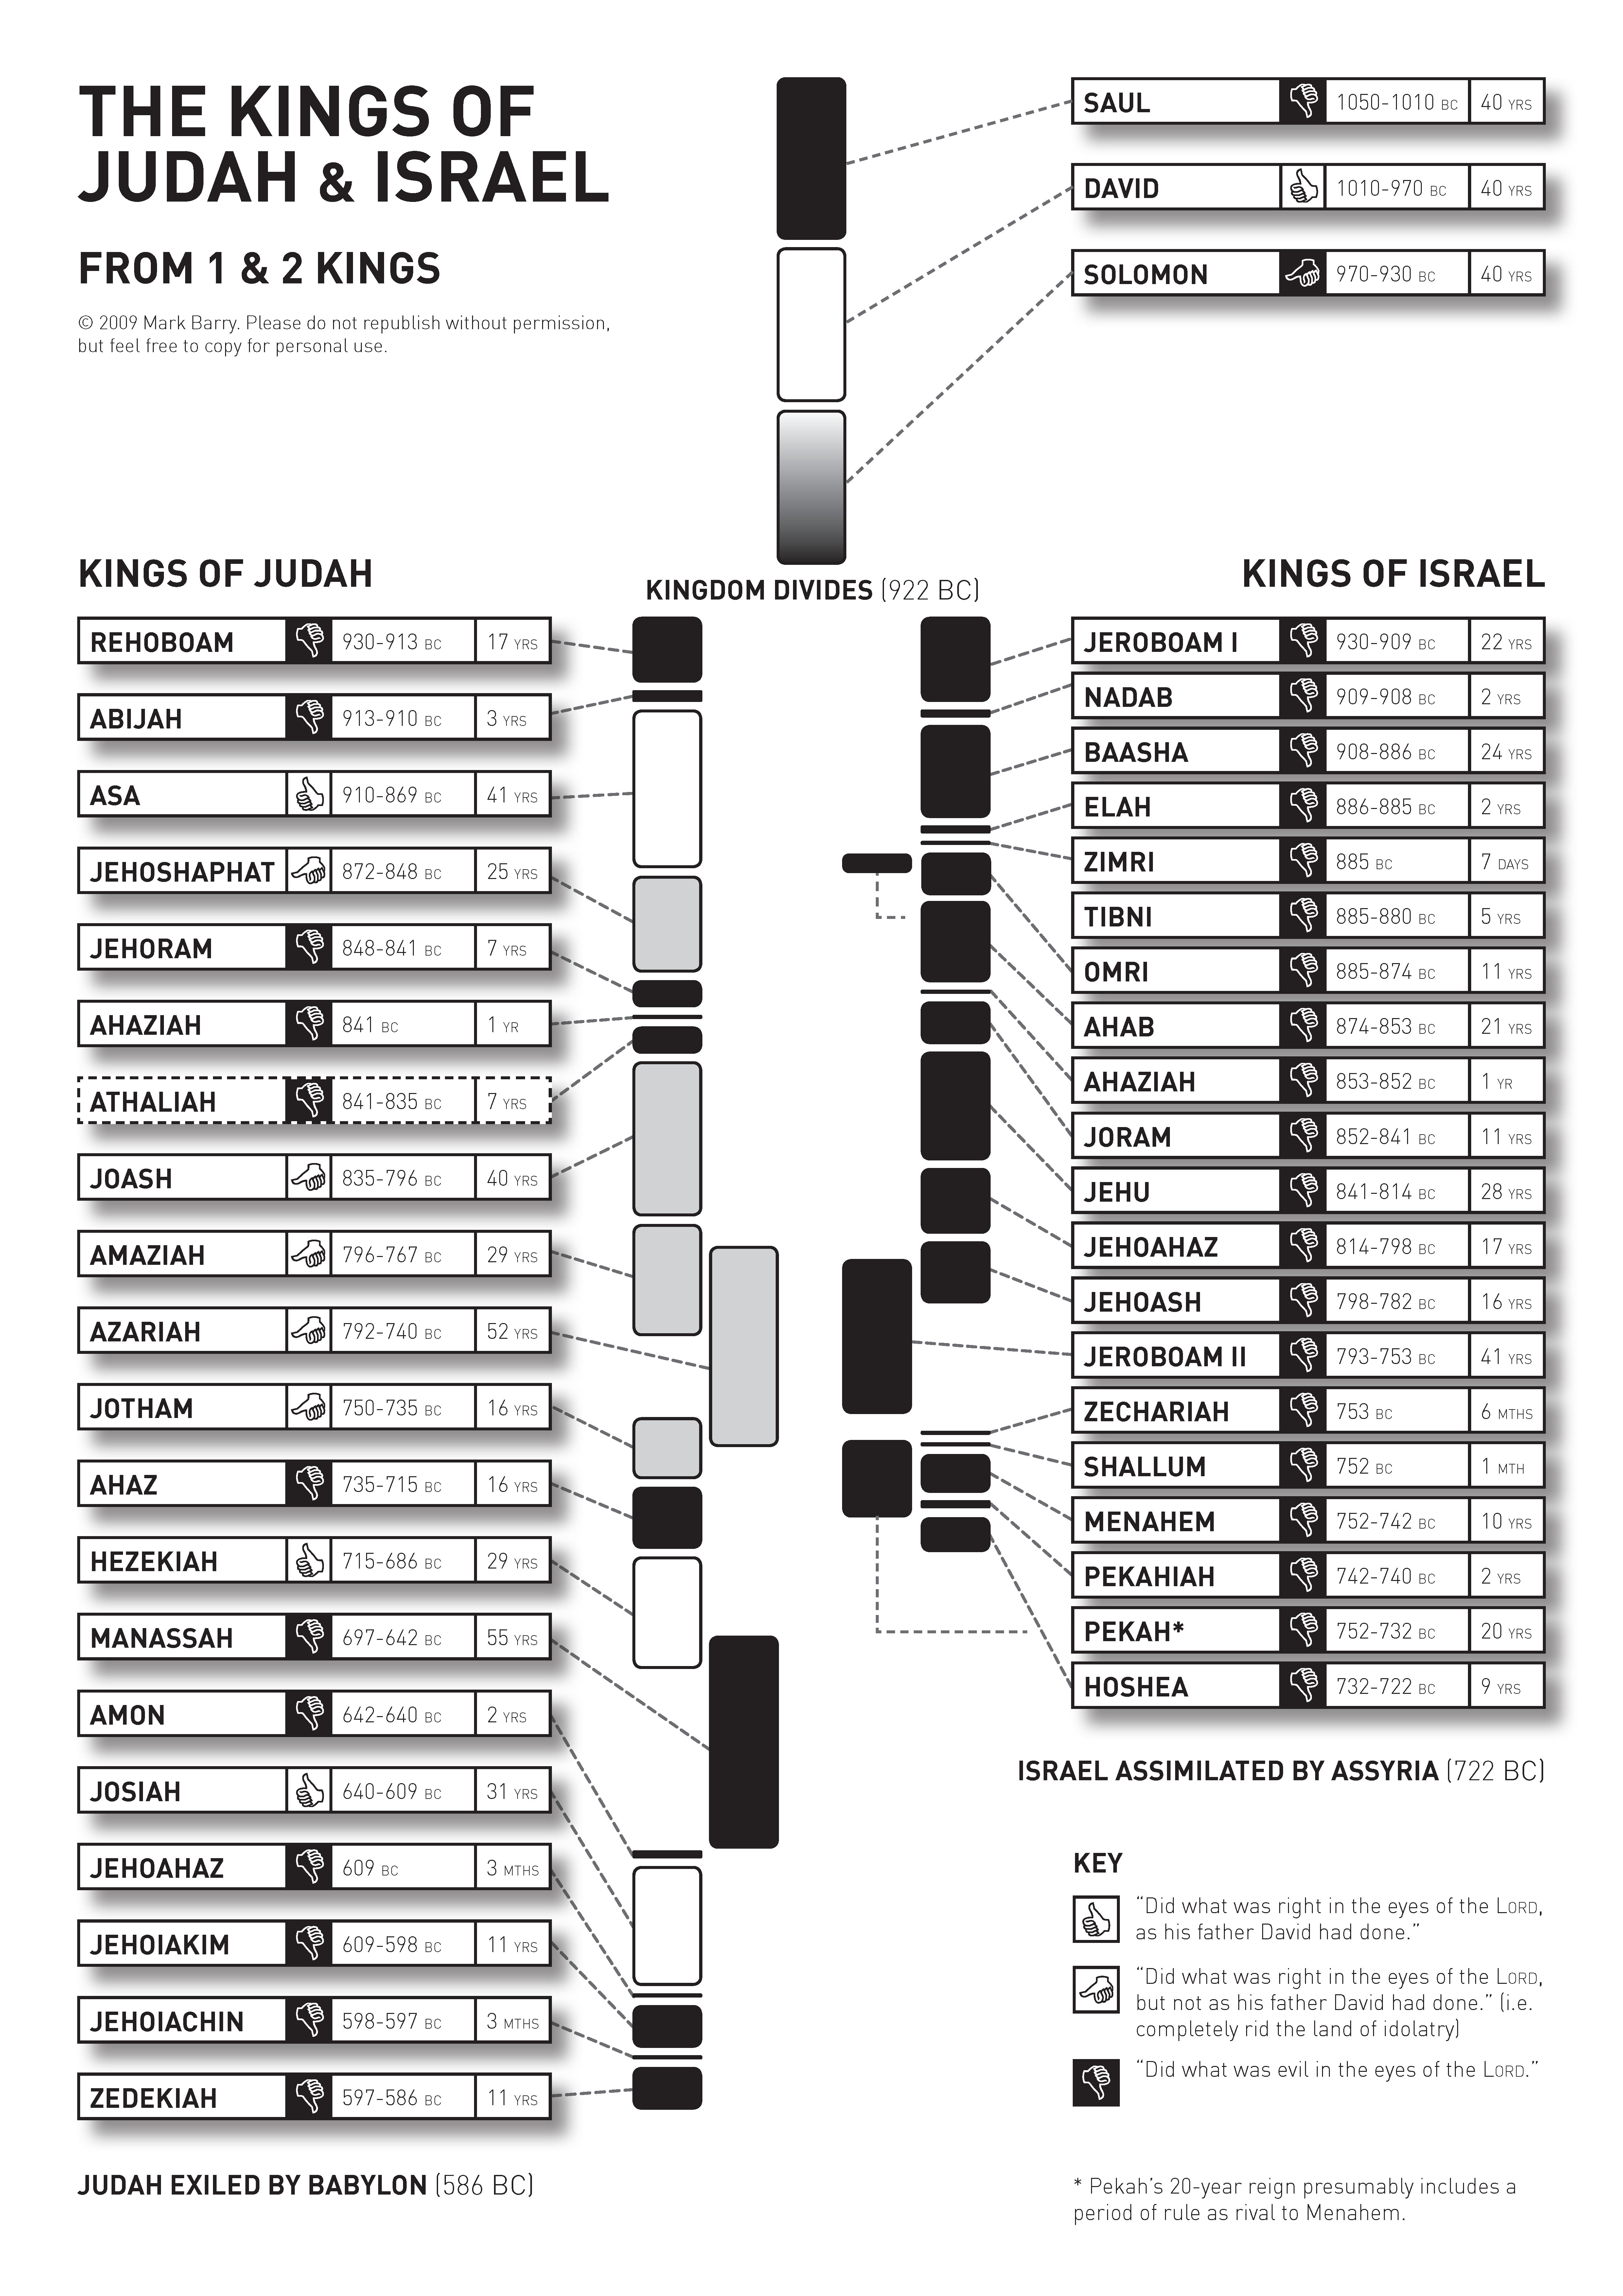 THE KINGS OF
JUDAH & ISRAEL
FROM 1 & 2 KINGS
© 2009 Mark Barry. Please do not republish without permission,
but feel free to copy for personal use.
SAUL 1050-1010 BC 40 YRS
DAVID 1010-970 BC 40 YRS
SOLOMON 970-930 BC 40 YRS
KINGDOM DIVIDES (922 BC)
KINGS OF JUDAH
REHOBOAM 930-913 BC 17 YRS
ABIJAH 913-910 BC 3 YRS
ASA 910-869 BC 41 YRS
JEHOSHAPHAT 872-848 BC 25 YRS
JEHORAM 848-841 BC 7 YRS
AHAZIAH 841 BC 1 YR
ATHALIAH 841-835 BC 7 YRS
JOASH 835-796 BC 40 YRS
AMAZIAH 796-767 BC 29 YRS
AZARIAH 792-740 BC 52 YRS
JOTHAM 750-735 BC 16 YRS
AHAZ 735-715 BC 16 YRS
HEZEKIAH 715-686 BC 29 YRS
MANASSAH 697-642 BC 55 YRS
AMON 642-640 BC 2 YRS
JOSIAH 640-609 BC 31 YRS
JEHOAHAZ 609 BC 3 MTHS
JEHOIAKIM 609-598 BC 11 YRS
JEHOIACHIN 598-597 BC 3 MTHS
ZEDEKIAH 597-586 BC 11 YRS
JUDAH EXILED BY BABYLON (586 BC)
KINGS OF ISRAEL
JEROBOAM I 930-909 BC 22 YRS
NADAB 909-908 BC 2 YRS
BAASHA 908-886 BC 24 YRS
ELAH 886-885 BC 2 YRS
ZIMRI 885 BC 7 DAYS
TIBNI 885-880 BC 5 YRS
OMRI 885-874 BC 11 YRS
AHAB 874-853 BC 21 YRS
AHAZIAH 853-852 BC 1 YR
JORAM 852-841 BC 11 YRS
JEHU 841-814 BC 28 YRS
JEHOAHAZ 814-798 BC 17 YRS
JEHOASH 798-782 BC 16 YRS
JEROBOAM II 793-753 BC 41 YRS
ZECHARIAH 753 BC 6 MTHS
SHALLUM 752 BC 1 MTH
MENAHEM 752-742 BC 10 YRS
PEKAHIAH 742-740 BC 2 YRS
PEKAH* 752-732 BC 20 YRS
HOSHEA 732-722 BC 9 YRS
ISRAEL ASSIMILATED BY ASSYRIA (722 BC)
KEY
“Did what was right in the eyes of the LORD,
as his father David had done.”
“Did what was right in the eyes of the LORD,
but not as his father David had done.” (i.e.
completely rid the land of idolatry)
“Did what was evil in the eyes of the LORD.”
* Pekah’s 20-year reign presumably includes a
period of rule as rival to Menahem.